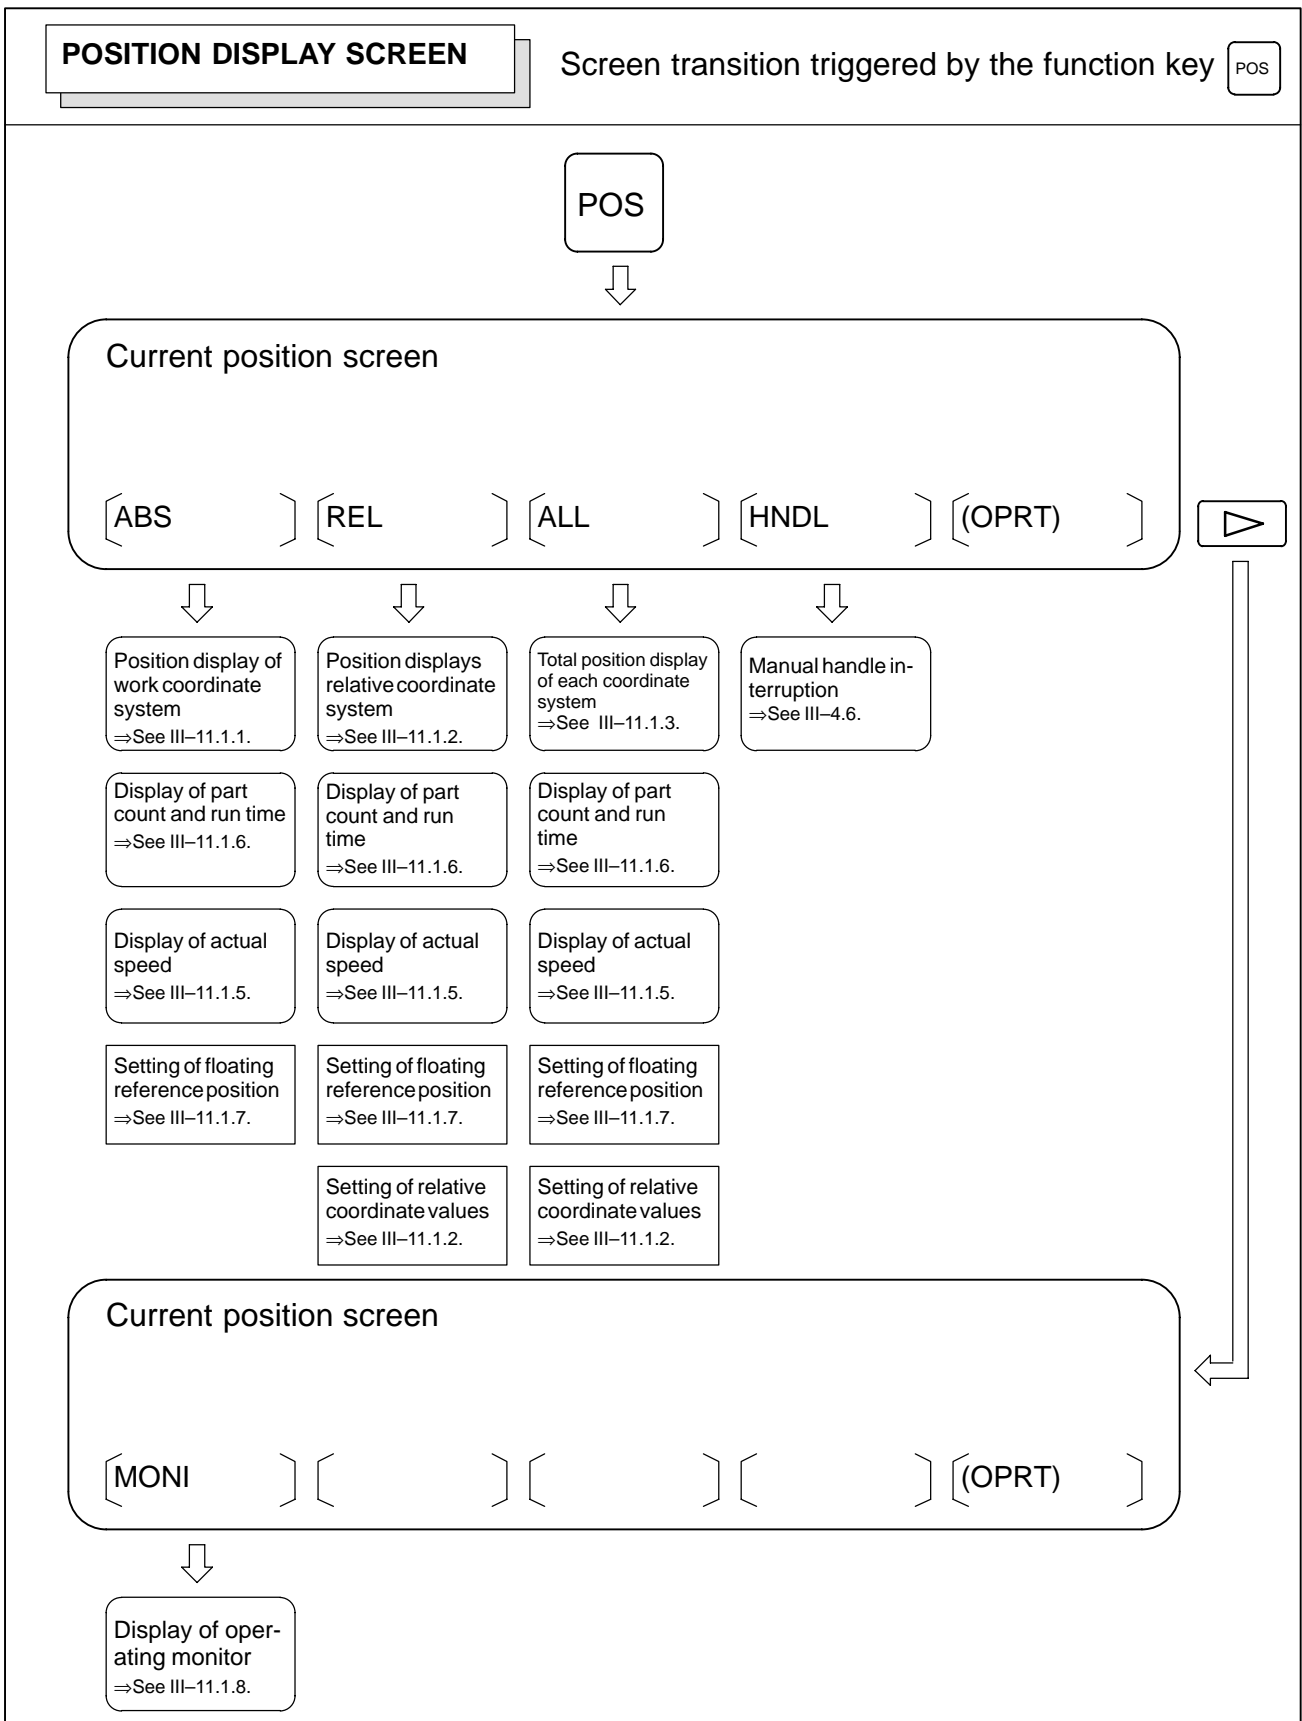 POSITION DISPLAY SCREEN
Screen transition triggered by the function key POS
POS
Current position screen
ABS REL ALL HNDL (OPRT)
Position display of
work coordinate
system
⇒See III–11.1.1.
Position displays
relative coordinate
system
⇒See III–11.1.2.
Total position display
of each coordinate
system
⇒See III–11.1.3.
Manual handle in-
terruption
⇒See III–4.6.
Display of part
count and run time
⇒See III–11.1.6.
Display of part
count and run
time
⇒See III–11.1.6.
Display of part
count and run
time
⇒See III–11.1.6.
Display of actual
speed
⇒See III–11.1.5.
Display of actual
speed
⇒See III–11.1.5.
Display of actual
speed
⇒See III–11.1.5.
Setting of floating
reference position
⇒See III–11.1.7.
Setting of floating
reference position
⇒See III–11.1.7.
Setting of floating
reference position
⇒See III–11.1.7.
Setting of relative
coordinate values
⇒See III–11.1.2.
Setting of relative
coordinate values
⇒See III–11.1.2.
Current position screen
MONI (OPRT)
Display of oper-
ating monitor
⇒See III–11.1.8.